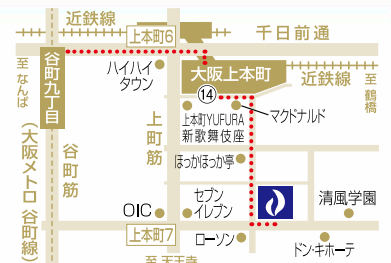 近鉄線
千日前通
上本町6
至 なんば
谷町九丁目
ハイハイ
タウン
大阪上本町
近鉄線
至 鶴橋
⑭
上本町YUFURA
新歌舞伎座
マクドナルド
上町筋
谷町筋
(大阪メトロ 谷町線)
ほっかほっか亭
セブン
イレブン
清風学園
OIC
上本町7
ローソン
ドン・キホーテ
至 天王寺